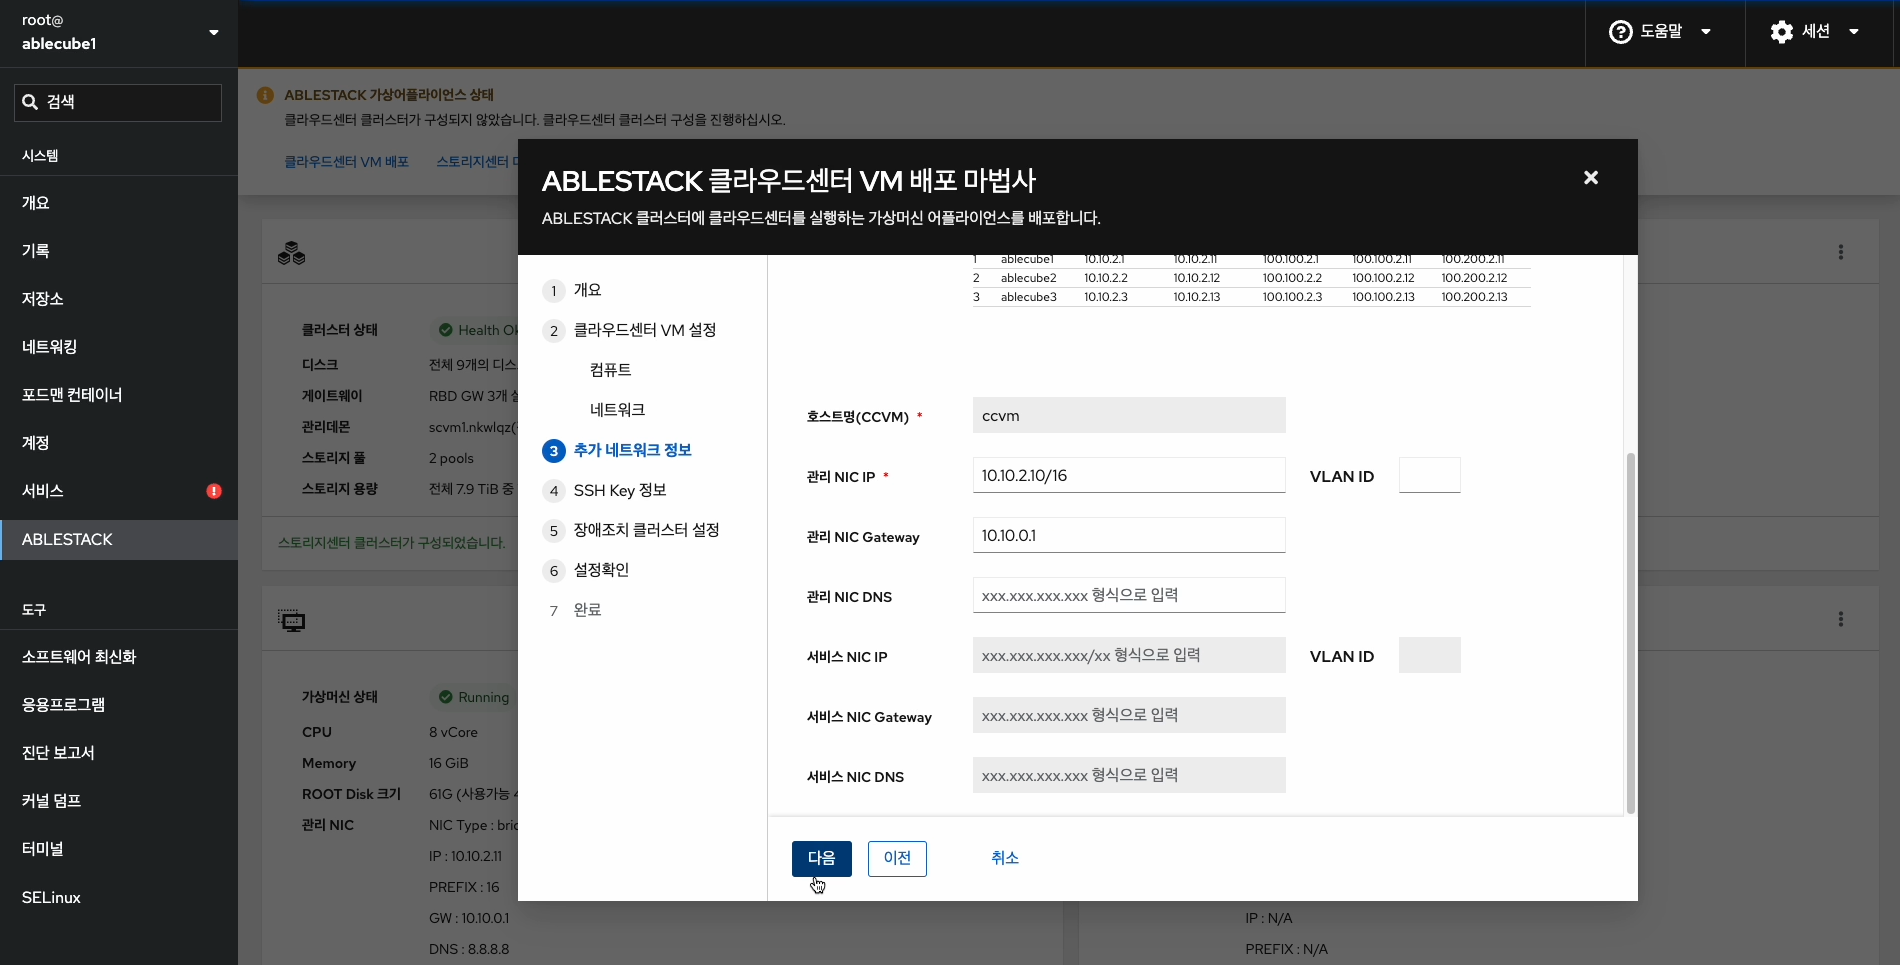 root@
ablecube1
도움말
세션
검색
시스템
개요
기록
저장소
네트워킹
포드맨 컨테이너
계정
서비스
ABLESTACK
도구
소프트웨어 최신화
응용프로그램
진단 보고서
커널 덤프
터미널
SELinux
ABLESTACK 가상어플라이언스 상태
클라우드센터 클러스터가 구성되지 않았습니다. 클라우드센터 클러스터 구성을 진행하십시오.
클라우드센터 VM 배포 스토리지센터
클러스터 상태 Health
디스크 전체 9개의
게이트웨이 RBD GW 3개
관리데몬 scvm1.nkwlqz(
스토리지 풀 2 pools
스토리지 용량 전체 7.9 TiB 중
스토리지센터 클러스터가 구성되었습니다.
가상머신 상태 Running
CPU 8 vCore
Memory 16 GiB
ROOT Disk 크기 61G (사용가능
관리 NIC NIC Type :
IP : 10.10.2.11
PREFIX : 16
GW : 10.10.0.1
DNS : 8.8.8.8
IP : N/A
PREFIX : N/A
ABLESTACK 클라우드센터 VM 배포 마법사
ABLESTACK 클러스터에 클라우드센터를 실행하는 가상머신 어플라이언스를 배포합니다.
1 개요
2 클라우드센터 VM 설정
컴퓨트
네트워크
3 추가 네트워크 정보
4 SSH Key 정보
5 장애조치 클러스터 설정
6 설정확인
7 완료
1 ablecube1 10.10.2.1 10.10.2.11 100.100.2.1 100.100.2.11 100.200.2.11
2 ablecube2 10.10.2.2 10.10.2.12 100.100.2.2 100.100.2.12 100.200.2.12
3 ablecube3 10.10.2.3 10.10.2.13 100.100.2.3 100.100.2.13 100.200.2.13
호스트명(CCVM) * ccvm
관리 NIC IP * 10.10.2.10/16 VLAN ID
관리 NIC Gateway 10.10.0.1
관리 NIC DNS xxx.xxx.xxx.xxx 형식으로 입력
서비스 NIC IP xxx.xxx.xxx.xxx/xx 형식으로 입력 VLAN ID
서비스 NIC Gateway xxx.xxx.xxx.xxx 형식으로 입력
서비스 NIC DNS xxx.xxx.xxx.xxx 형식으로 입력
다음 이전 취소